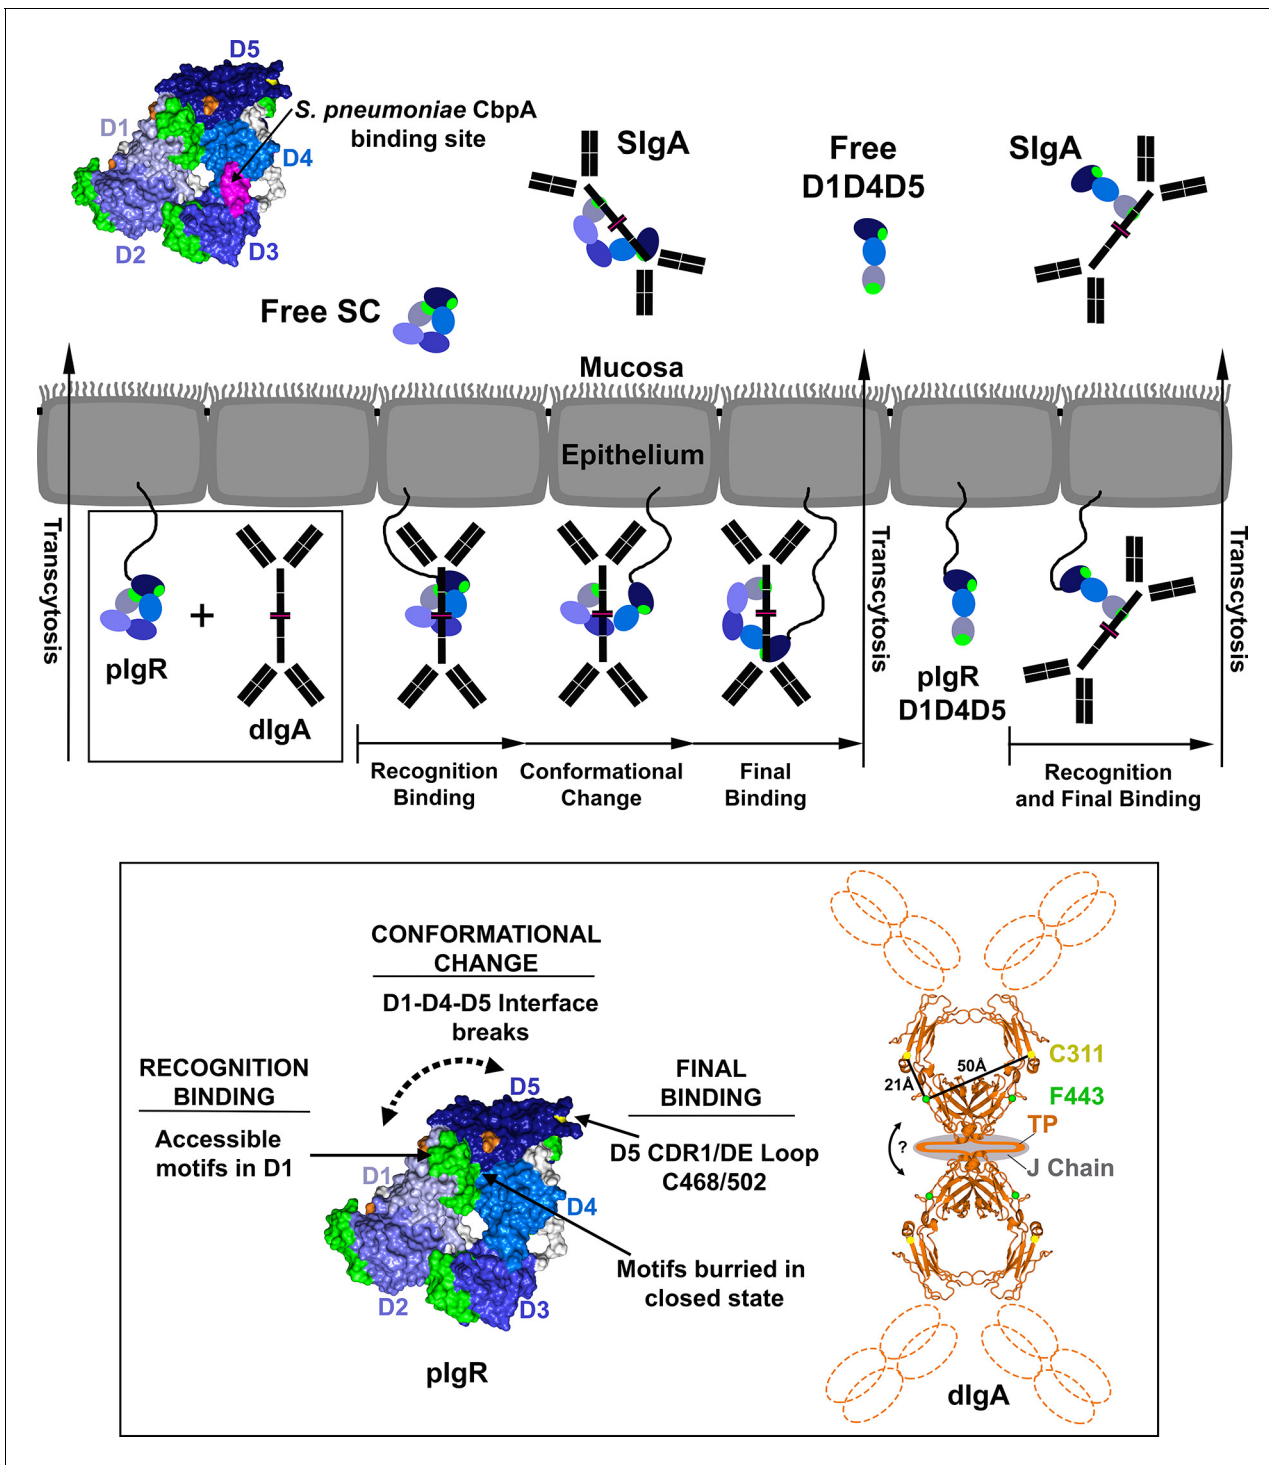 D5
S. pneumoniae CbpA
binding site
D1
D4
D2
D3
SIgA
Free
D1D4D5
SIgA
Free SC
Mucosa
Epithelium
Transcytosis
Transcytosis
Transcytosis
pIgR
+
dIgA
pIgR
D1D4D5
Recognition
Binding
Conformational
Change
Final
Binding
Recognition
and Final Binding
CONFORMATIONAL
CHANGE
D1-D4-D5 Interface
breaks
RECOGNITION
BINDING
Accessible
motifs in D1
FINAL
BINDING
D5 CDR1/DE Loop
C468/502
D5
D1
D4
D2
D3
Motifs burried in
closed state
pIgR
C311
50Å
21Å
F443
TP
?
J Chain
dIgA